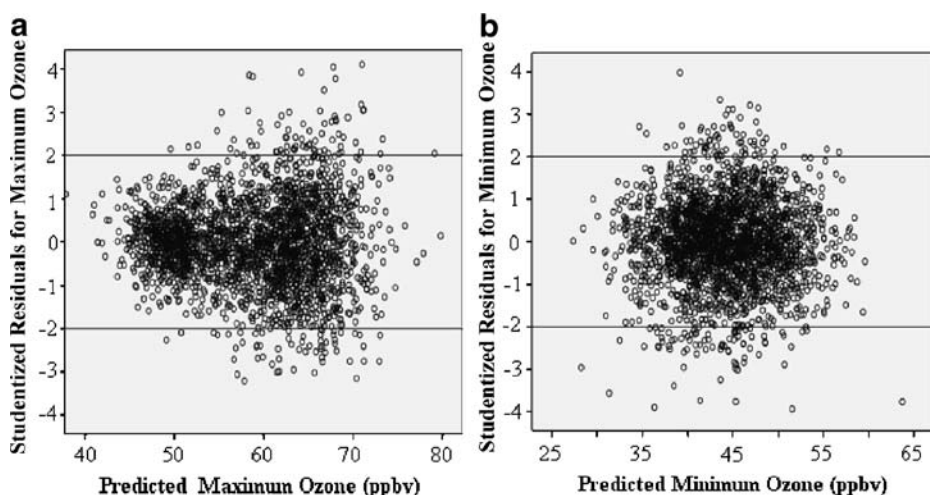 a
Studentized Residuals for Maximum Ozone
4
3
2
1
0
-1
-2
-3
-4
40 50 60 70 80
Predicted Maximum Ozone (ppbv)
b
Studentized Residuals for Minimum Ozone
4
3
2
1
0
-1
-2
-3
-4
25 35 45 55 65
Predicted Minimum Ozone (ppbv)